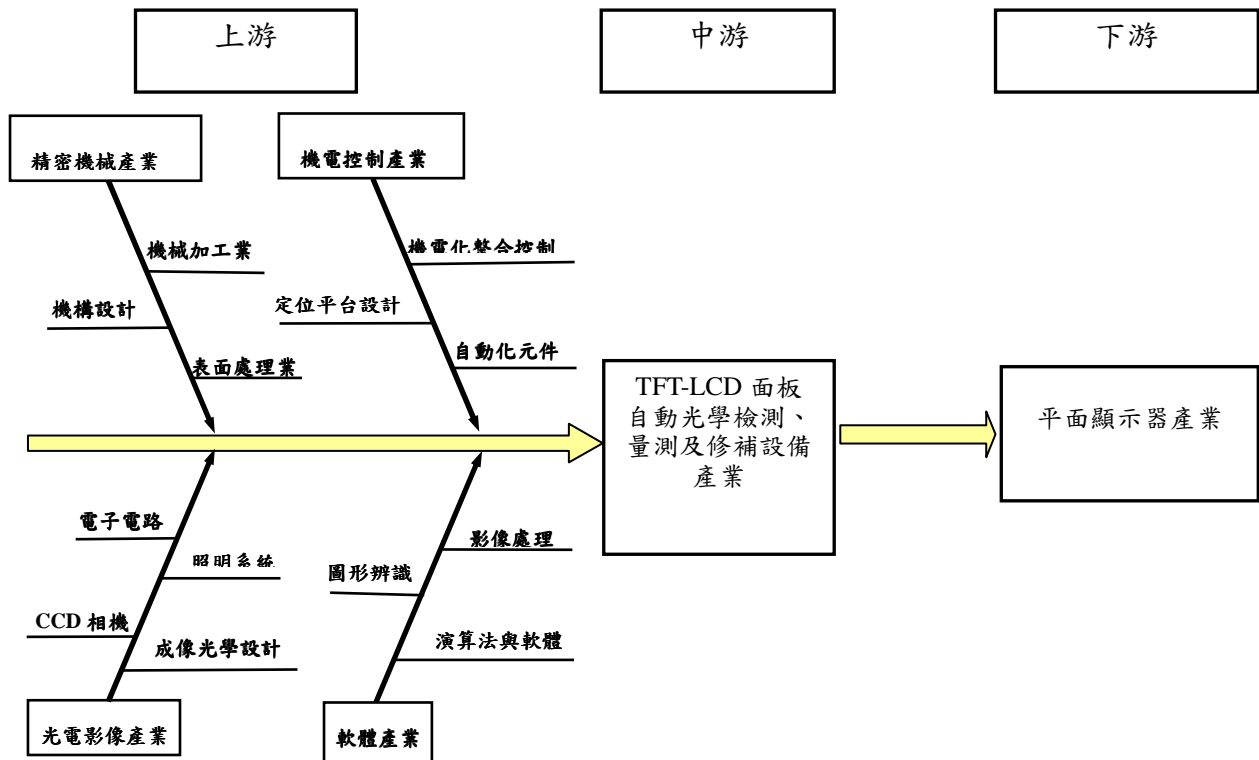 上游
中游
下游
精密機械產業
機電控制產業
機械加工業
機電化整合控制
機構設計
定位平台設計
表面處理業
自動化元件
TFT-LCD 面板
自動光學檢測、
量測及修補設備
產業
平面顯示器產業
電子電路
影像處理
照明系統
圖形辨識
CCD 相機
成像光學設計
演算法與軟體
光電影像產業
軟體產業